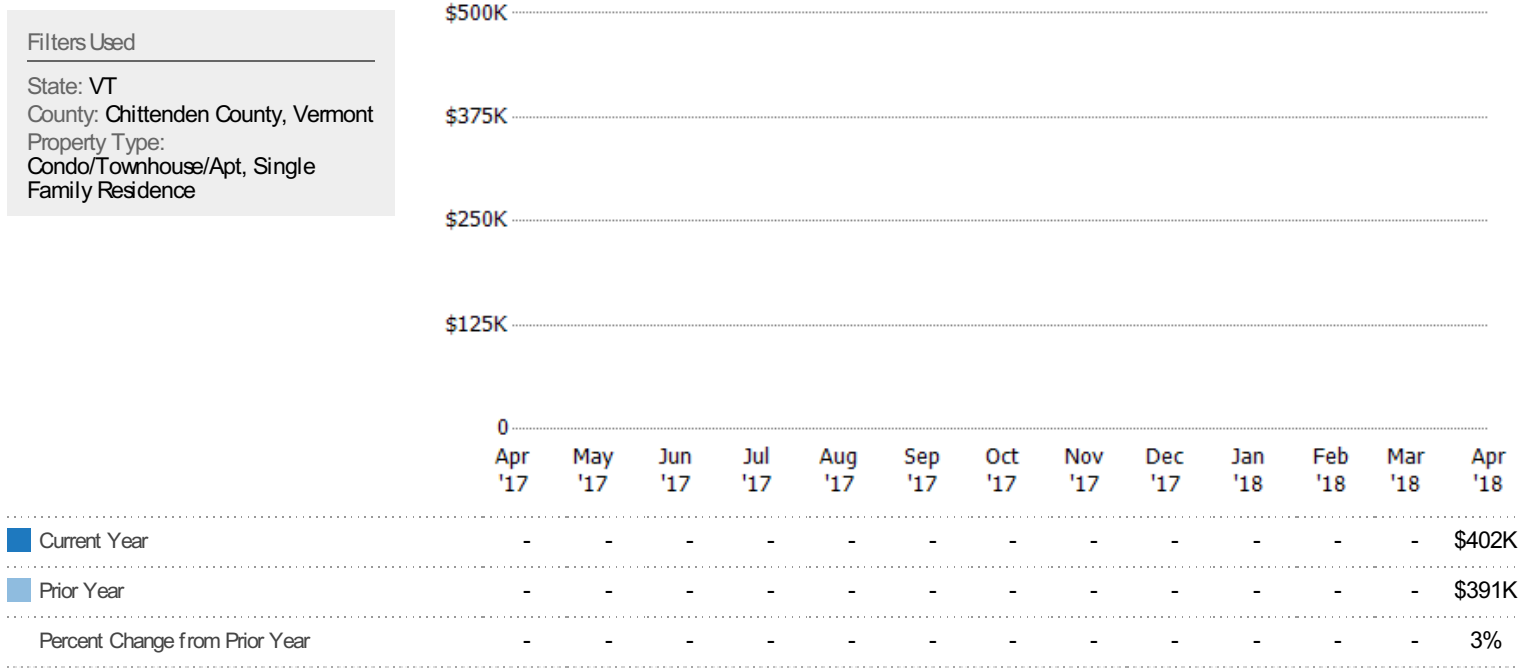 Filters Used
State: VT
County: Chittenden County, Vermont
Property Type:
Condo/Townhouse/Apt, Single
Family Residence
$500K
$375K
$250K
$125K
0
Apr May Jun Jul Aug Sep Oct Nov Dec Jan Feb Mar Apr
'17 '17 '17 '17 '17 '17 '17 '17 '17 '18 '18 '18 '18
Current Year - - - - - - - - - - - - $402K
Prior Year - - - - - - - - - - - - $391K
Percent Change from Prior Year - - - - - - - - - - - - 3%